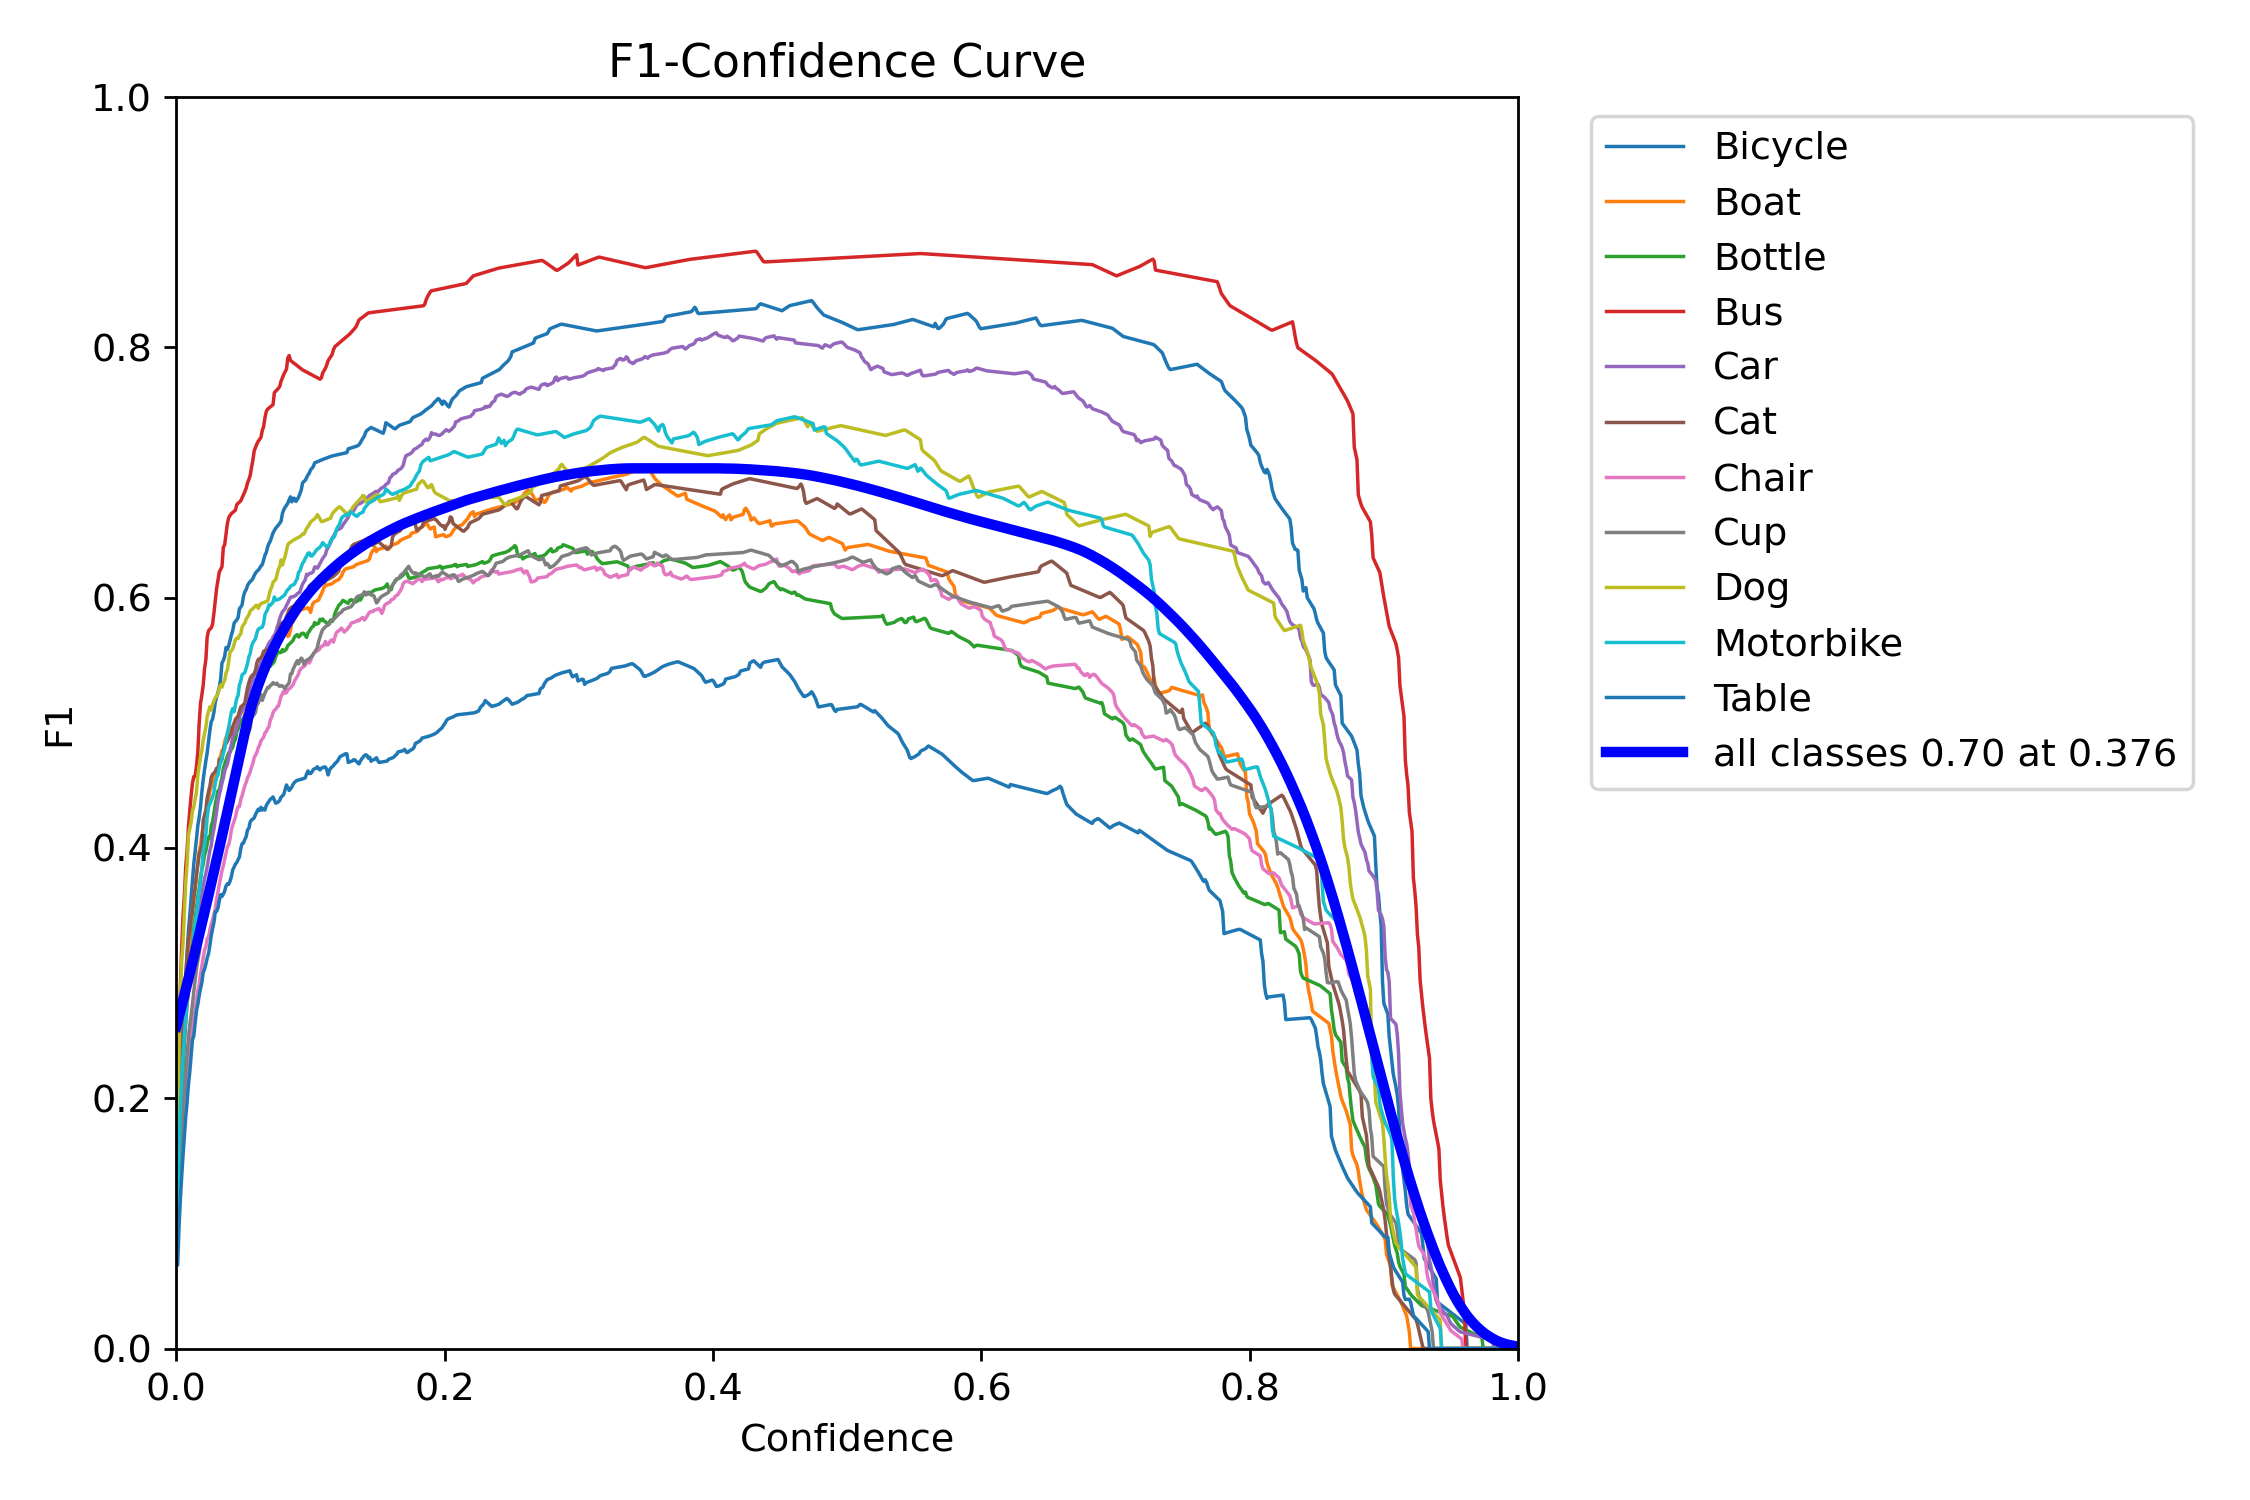 F1-Confidence Curve
1.0
0.8
0.6
0.4
0.2
0.0
F1
0.0 0.2 0.4 0.6 0.8 1.0
Confidence
Bicycle
Boat
Bottle
Bus
Car
Cat
Chair
Cup
Dog
Motorbike
Table
all classes 0.70 at 0.376